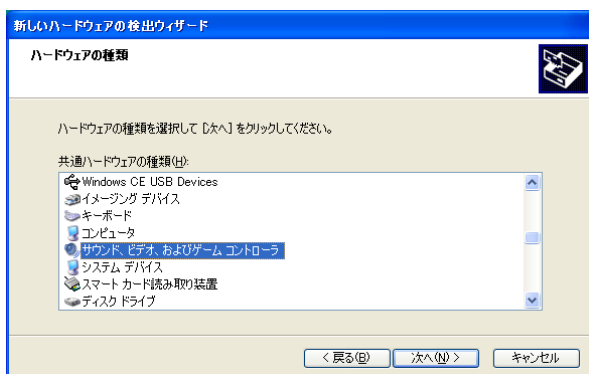 新しいハードウェアの検出ウィザード
ハードウェアの種類
ハードウェアの種類を選択して [次へ] をクリックしてください。
共通ハードウェアの種類(H):
Windows CE USB Devices
イメージング デバイス
キーボード
コンピュータ
サウンド、ビデオ、およびゲーム コントローラ
システム デバイス
スマート カード読み取り装置
ディスク ドライブ
< 戻る(B) 次へ(N) > キャンセル